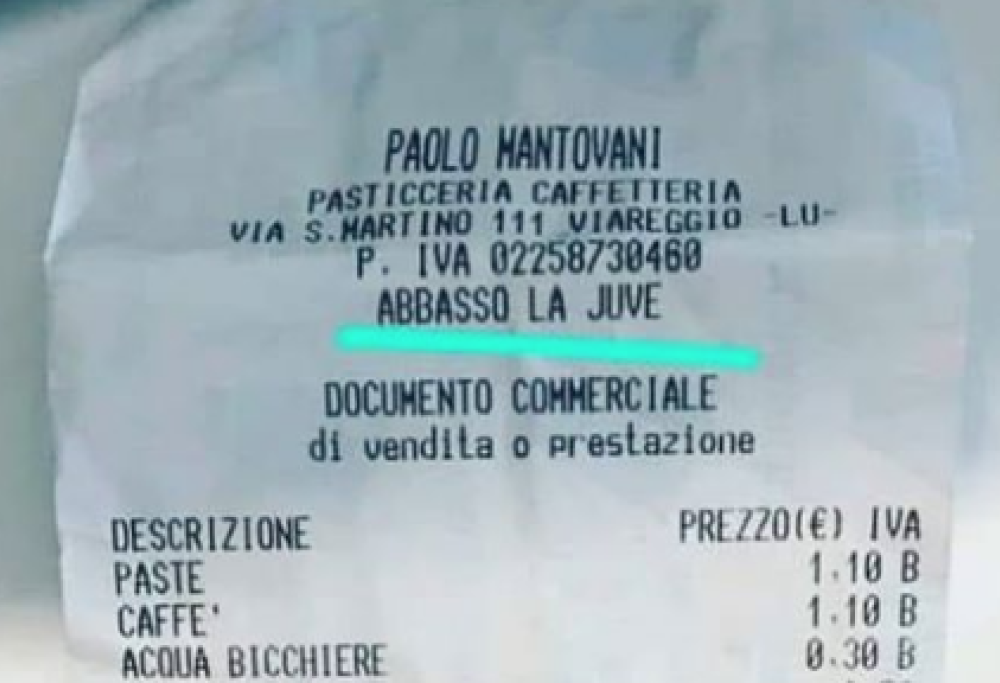 PAOLO MANTOVANI
PASTICCERIA CAFFETTERIA
VIA S.MARTINO 111 VIAREGGIO -LU-
P. IVA 02258730460
ABBASSO LA JUVE
DOCUMENTO COMMERCIALE
di vendita o prestazione
DESCRIZIONE PREZZO(€) IVA
PASTE 1.10 B
CAFFE' 1.10 B
ACQUA BICCHIERE 0.30 B